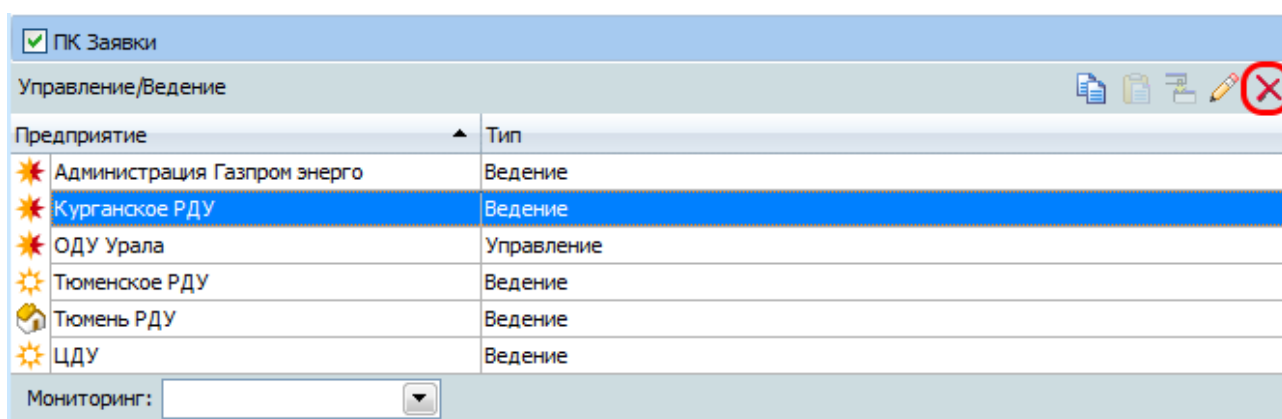 ПК Заявки
Управление/Ведение
Предприятие Тип
Администрация Газпром энерго Ведение
Курганское РДУ Ведение
ОДУ Урала Управление
Тюменское РДУ Ведение
Тюмень РДУ Ведение
ЦДУ Ведение
Мониторинг: